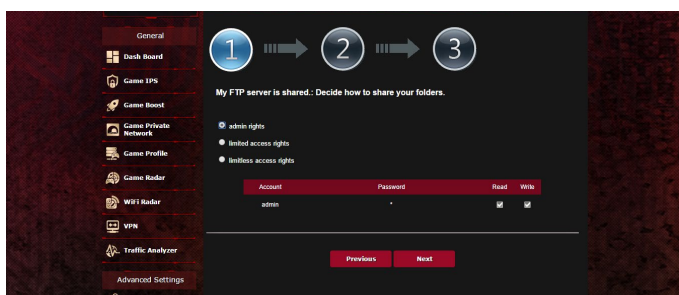 General
Dash Board
Game IPS
Game Boost
Game Private
Network
Game Profile
Game Radar
WiFi Radar
VPN
Traffic Analyzer
Advanced Settings
1
2
3
My FTP server is shared.: Decide how to share your folders.
admin rights
limited access rights
limitless access rights
Account Password Read Write
admin *
Previous Next